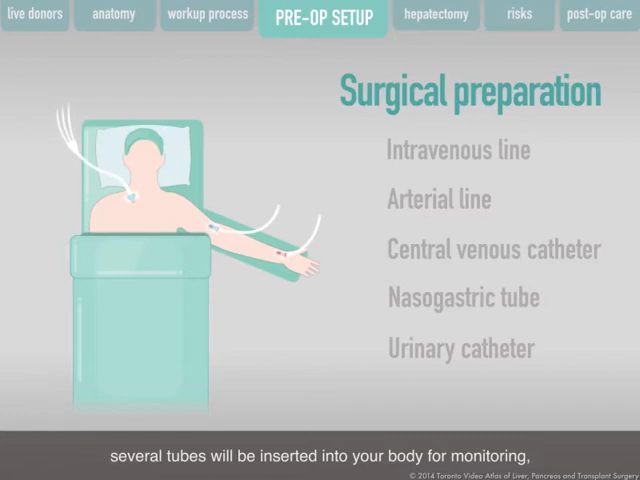 live donors
anatomy
workup process
PRE-OP SETUP
hepatectomy
risks
post-op care
Surgical preparation
Intravenous line
Arterial line
Central venous catheter
Nasogastric tube
Urinary catheter
several tubes will be inserted into your body for monitoring,
© 2014 Toronto Video Atlas of Liver, Pancreas and Transplant Surgery